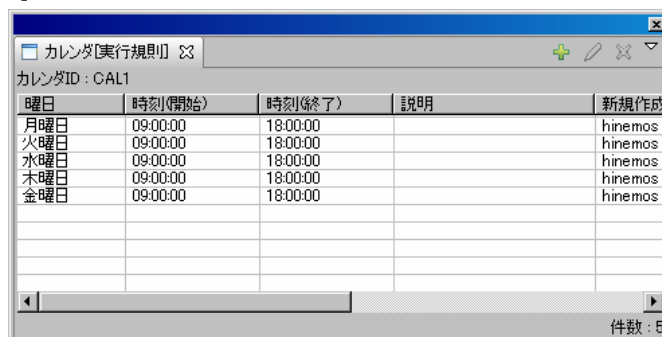 カレンダ[実行規則]
カレンダID : CAL1
曜日 時刻(開始) 時刻(終了) 説明 新規作成
月曜日 09:00:00 18:00:00 hinemos
火曜日 09:00:00 18:00:00 hinemos
水曜日 09:00:00 18:00:00 hinemos
木曜日 09:00:00 18:00:00 hinemos
金曜日 09:00:00 18:00:00 hinemos
件数 : 5